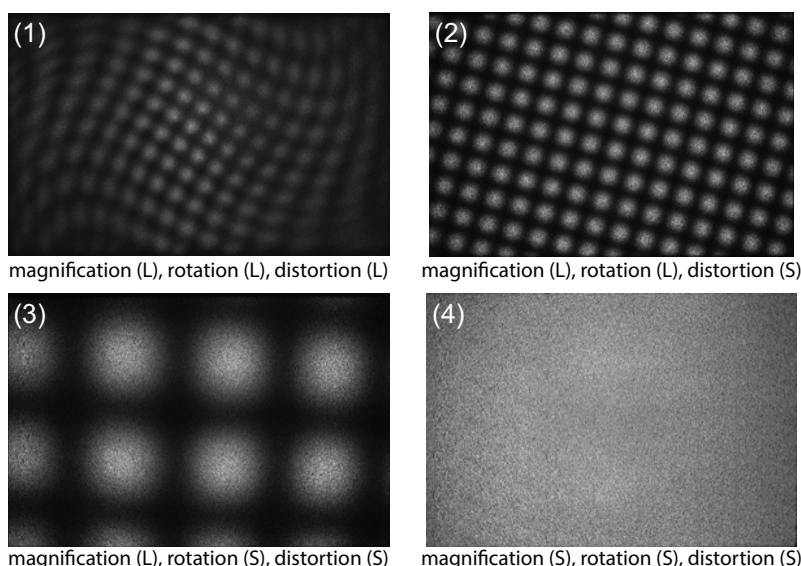 (1)
(2)
magnification (L), rotation (L), distortion (L)
magnification (L), rotation (L), distortion (S)
(3)
(4)
magnification (L), rotation (S), distortion (S)
magnification (S), rotation (S), distortion (S)